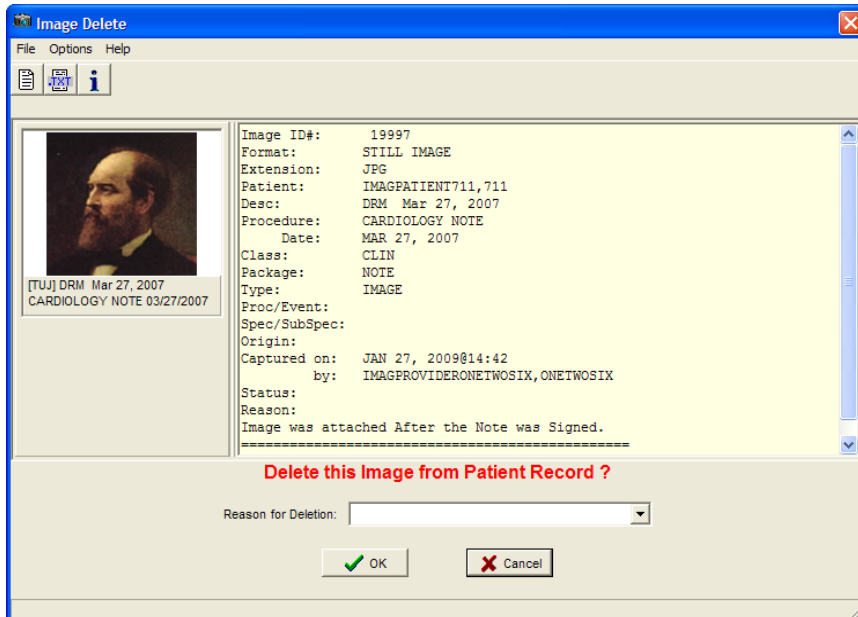 Image Delete
File Options Help
.TXT i
[TUJ] DRM Mar 27, 2007
CARDIOLOGY NOTE 03/27/2007
Image ID#: 19997
Format: STILL IMAGE
Extension: JPG
Patient: IMAGPATIENT711,711
Desc: DRM Mar 27, 2007
Procedure: CARDIOLOGY NOTE
Date: MAR 27, 2007
Class: CLIN
Package: NOTE
Type: IMAGE
Proc/Event:
Spec/SubSpec:
Origin:
Captured on: JAN 27, 2009@14:42
by: IMAGPROVIDERONETWOSIX,ONETWOSIX
Status:
Reason:
Image was attached After the Note was Signed.
==================================================
Delete this Image from Patient Record ?
Reason for Deletion:
OK Cancel